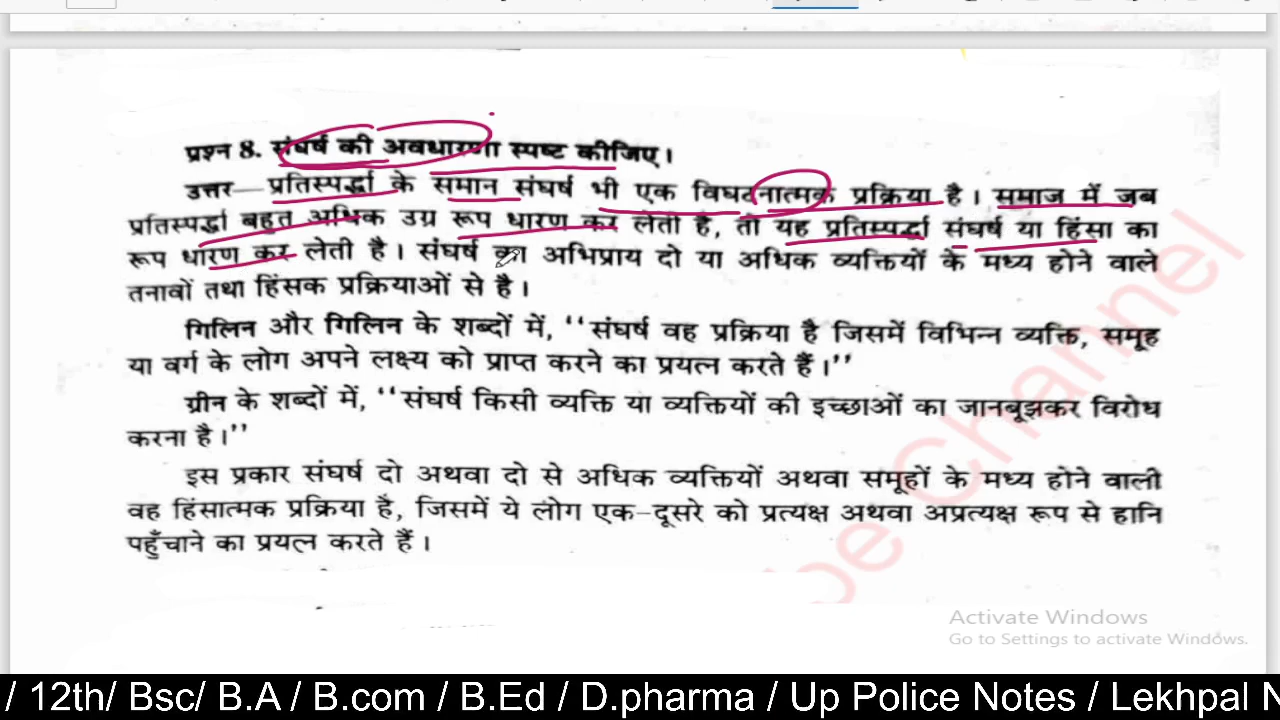 प्रश्न 8. संघर्ष की अवधारणा स्पष्ट कीजिए।
उत्तर— प्रतिस्पर्द्धा के समान संघर्ष भी एक विघटनात्मक प्रक्रिया है। समाज में जब
प्रतिस्पर्द्धा बहुत अधिक उग्र रूप धारण कर लेती है, तो यह प्रतिस्पर्द्धा संघर्ष या हिंसा का
रूप धारण कर लेती है। संघर्ष का अभिप्राय दो या अधिक व्यक्तियों के मध्य होने वाले
तनावों तथा हिंसक प्रक्रियाओं से है।
गिलिन और गिलिन के शब्दों में, ‘‘संघर्ष वह प्रक्रिया है जिसमें विभिन्न व्यक्ति, समूह
या वर्ग के लोग अपने लक्ष्य को प्राप्त करने का प्रयत्न करते हैं।’’
ग्रीन के शब्दों में, ‘‘संघर्ष किसी व्यक्ति या व्यक्तियों की इच्छाओं का जानबूझकर विरोध
करना है।’’
इस प्रकार संघर्ष दो अथवा दो से अधिक व्यक्तियों अथवा समूहों के मध्य होने वाली
वह हिंसात्मक प्रक्रिया है, जिसमें ये लोग एक-दूसरे को प्रत्यक्ष अथवा अप्रत्यक्ष रूप से हानि
पहुँचाने का प्रयत्न करते हैं।
be Channel
Activate Windows
Go to Settings to activate Windows.
/ 12th/ Bsc/ B.A / B.com / B.Ed / D.pharma / Up Police Notes / Lekhpal N